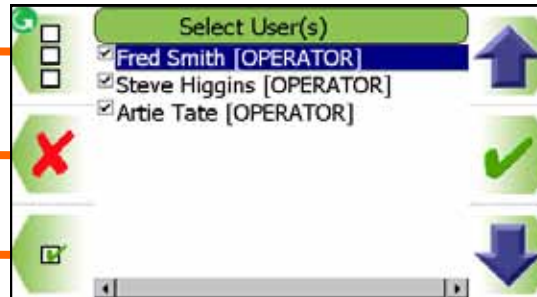 Select User(s)
Fred Smith [OPERATOR]
Steve Higgins [OPERATOR]
Artie Tate [OPERATOR]